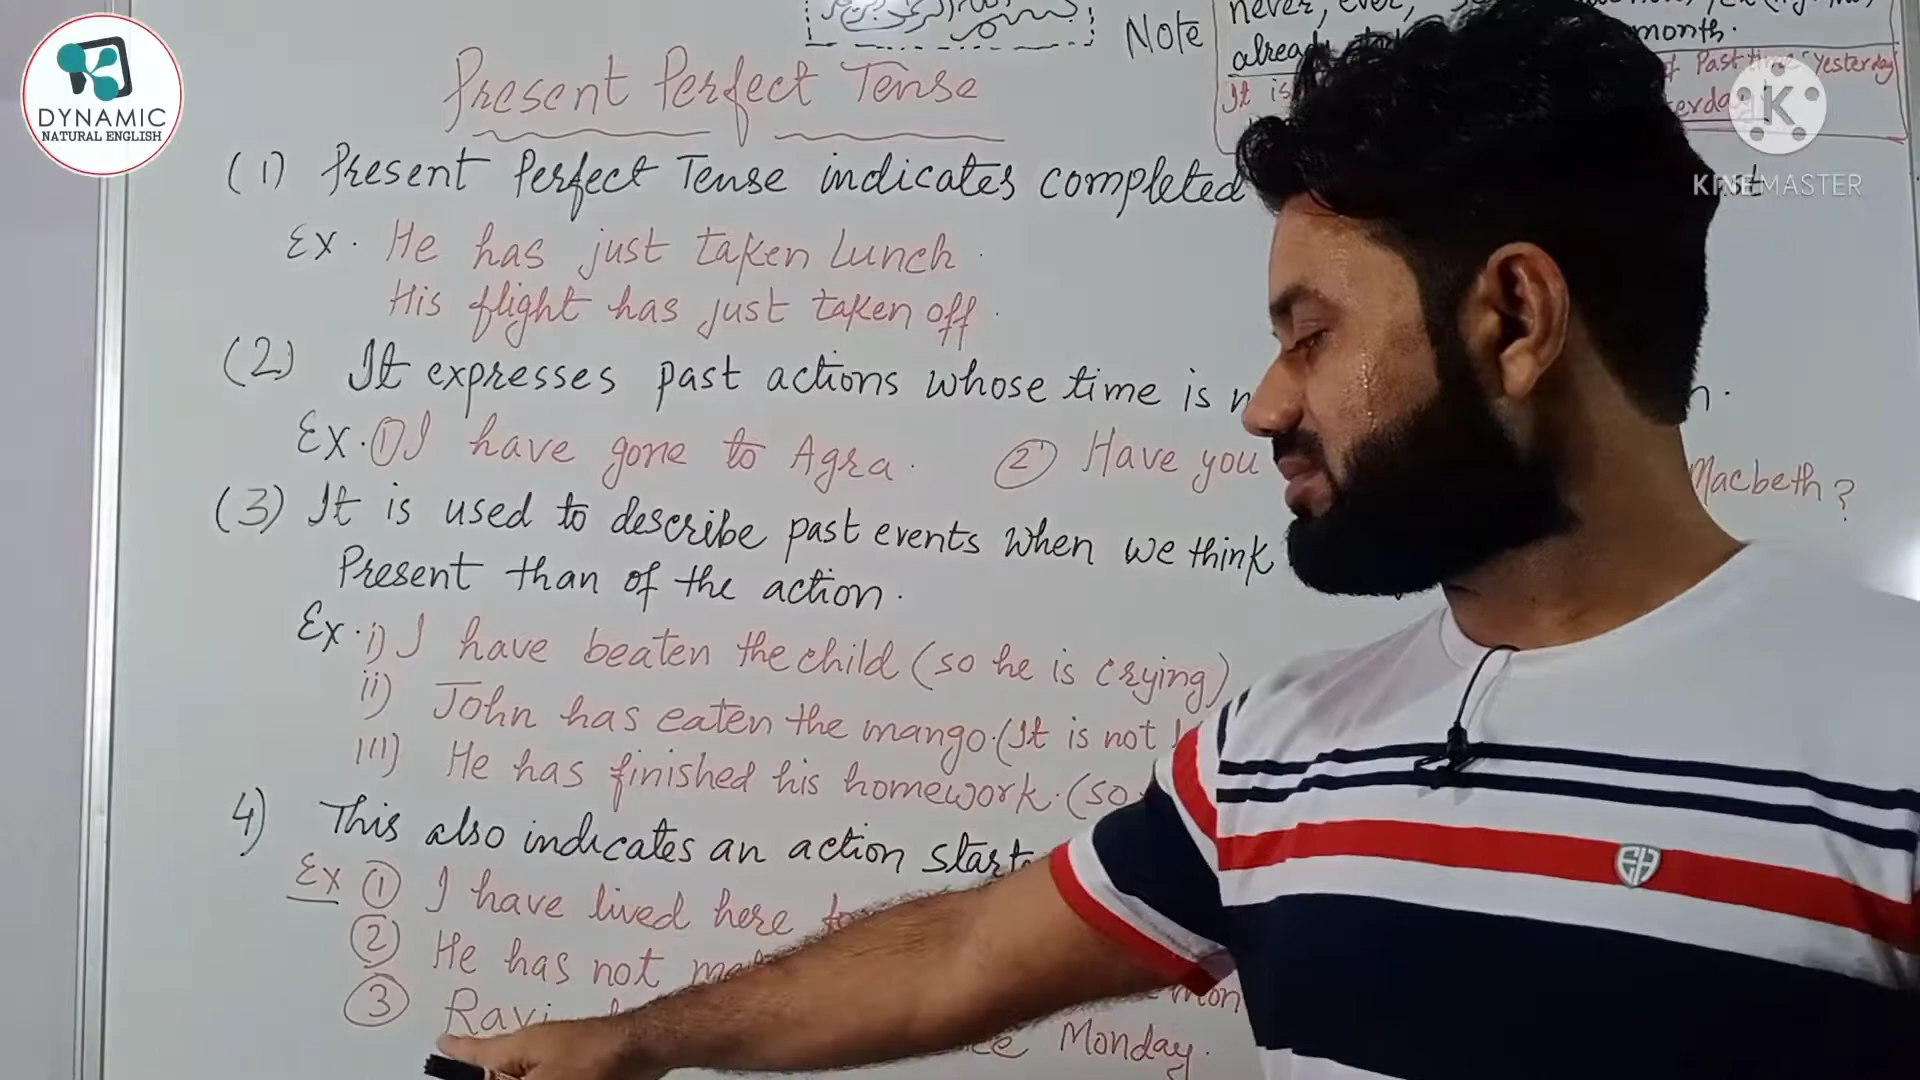 DYNAMIC
NATURAL ENGLISH
Note
never, ever,
already
month.
It is
Past time 'Yesterday
KINEMASTER
Present Perfect Tense
(1) Present Perfect Tense indicates completed
Ex. He has just taken lunch.
His flight has just taken off.
(2) It expresses past actions whose time is
Ex. ① I have gone to Agra. ② Have you Macbeth?
(3) It is used to describe past events when we think
Present than of the action.
Ex. i) I have beaten the child (so he is crying)
ii) John has eaten the mango. (It is not
iii) He has finished his homework. (so
4) This also indicates an action
Ex ① I have lived here
② He has not
③ Ravi Monday.